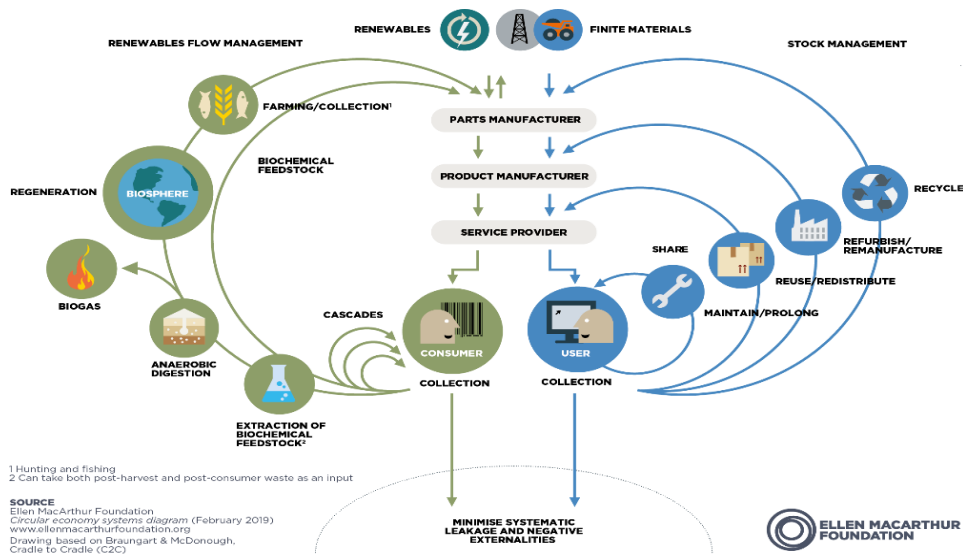 RENEWABLES
FINITE MATERIALS
RENEWABLES FLOW MANAGEMENT
STOCK MANAGEMENT
FARMING/COLLECTION¹
PARTS MANUFACTURER
BIOCHEMICAL
FEEDSTOCK
REGENERATION
BIOSPHERE
PRODUCT MANUFACTURER
RECYCLE
SERVICE PROVIDER
SHARE
REFURBISH/
REMANUFACTURE
REUSE/REDISTRIBUTE
BIOGAS
CASCADES
MAINTAIN/PROLONG
CONSUMER
USER
ANAEROBIC
DIGESTION
COLLECTION
COLLECTION
EXTRACTION OF
BIOCHEMICAL
FEEDSTOCK²
1 Hunting and fishing
2 Can take both post-harvest and post-consumer waste as an input
SOURCE
Ellen MacArthur Foundation
Circular economy systems diagram (February 2019)
www.ellenmacarthurfoundation.org
Drawing based on Braungart & McDonough,
Cradle to Cradle (C2C)
MINIMISE SYSTEMATIC
LEAKAGE AND NEGATIVE
EXTERNALITIES
ELLEN MACARTHUR
FOUNDATION